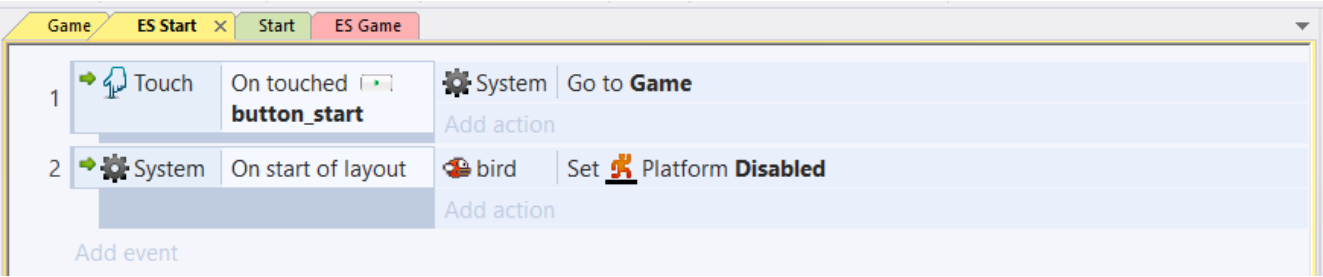 Game ES Start × Start ES Game
1 Touch On touched button_start System Go to Game
Add action
2 System On start of layout bird Set Platform Disabled
Add action
Add event